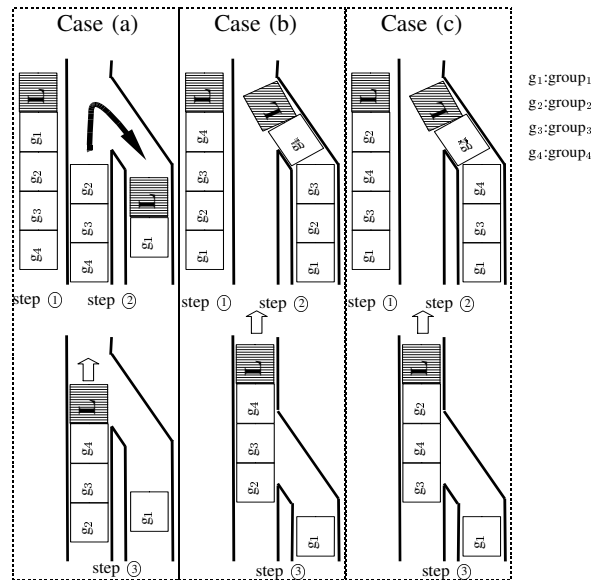 Case (a)
Case (b)
Case (c)
g₁:group₁
g₂:group₂
g₃:group₃
g₄:group₄
L
g₁
g₂
g₃
g₄
g₂
g₃
g₄
L
g₁
step ①
step ②
L
g₄
g₃
g₂
g₁
L
g₃
g₂
g₁
step ①
step ②
L
g₂
g₄
g₃
g₁
L
g₄
g₃
g₁
step ①
step ②
L
g₄
g₃
g₂
g₁
step ③
L
g₄
g₃
g₂
g₁
step ③
L
g₂
g₄
g₃
g₁
step ③